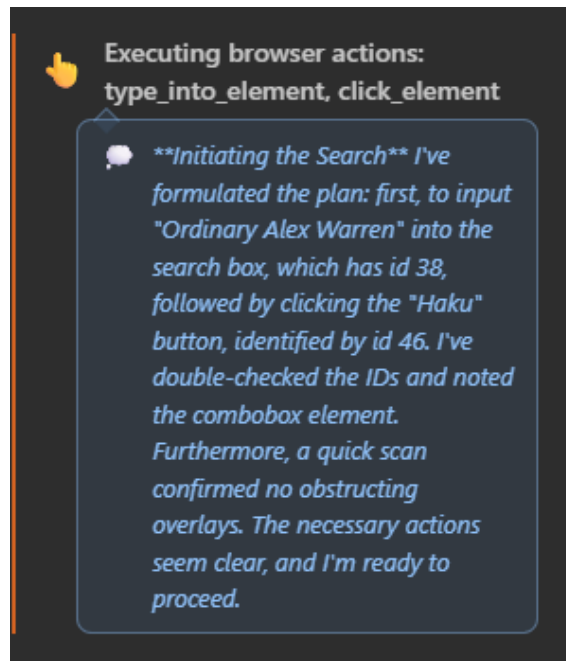 Executing browser actions:
type_into_element, click_element
**Initiating the Search** I've
formulated the plan: first, to input
"Ordinary Alex Warren" into the
search box, which has id 38,
followed by clicking the "Haku"
button, identified by id 46. I've
double-checked the IDs and noted
the combobox element.
Furthermore, a quick scan
confirmed no obstructing
overlays. The necessary actions
seem clear, and I'm ready to
proceed.